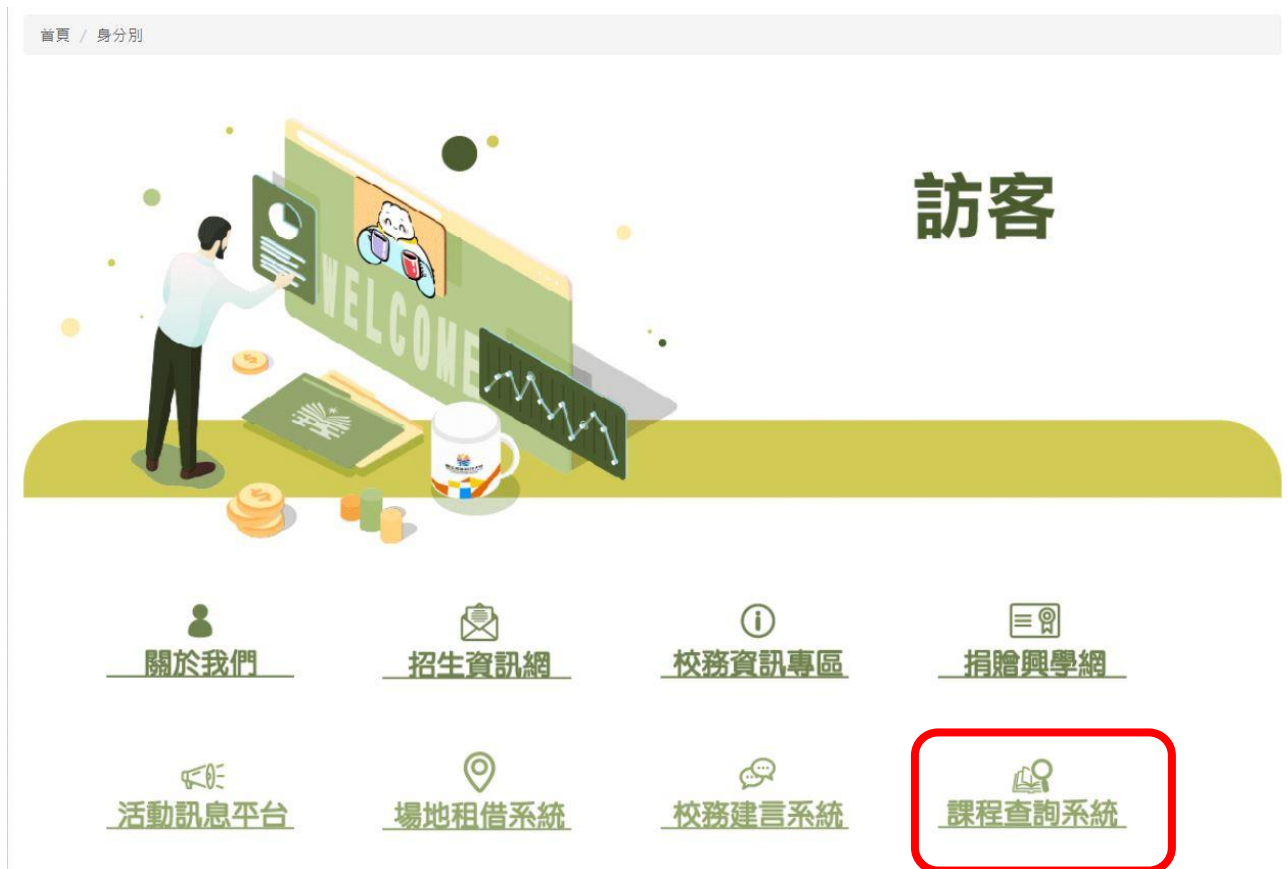 首頁 / 身分別
訪客
WELCOME
關於我們
招生資訊網
校務資訊專區
捐贈興學網
活動訊息平台
場地租借系統
校務建言系統
課程查詢系統